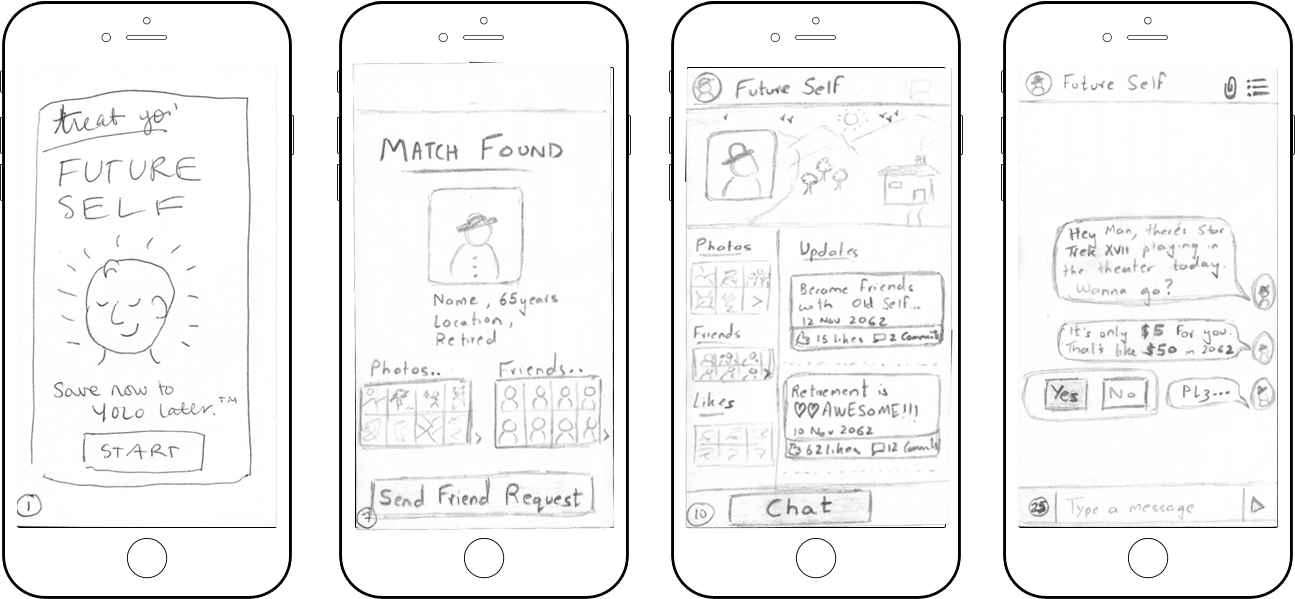 treat yo'
FUTURE
SELF
Save now to
YOLO later.™
START
1
MATCH FOUND
Name, 65 years
Location,
Retired
Photos..
Friends..
Send Friend Request
7
Future Self
Photos
Friends
Likes
Updates
Become Friends
with Old Self...
12 Nov 2062
15 likes 2 Comments
Retirement is
♡♡AWESOME!!!
10 Nov 2062
62 likes 12 Commts
10
Chat
Future Self
Hey Man, there's Star
Trek XVII playing in
the theater today.
Wanna go?
It's only $5 for you.
That's like $50 in 2062
Yes
No
PLz...
25
Type a message